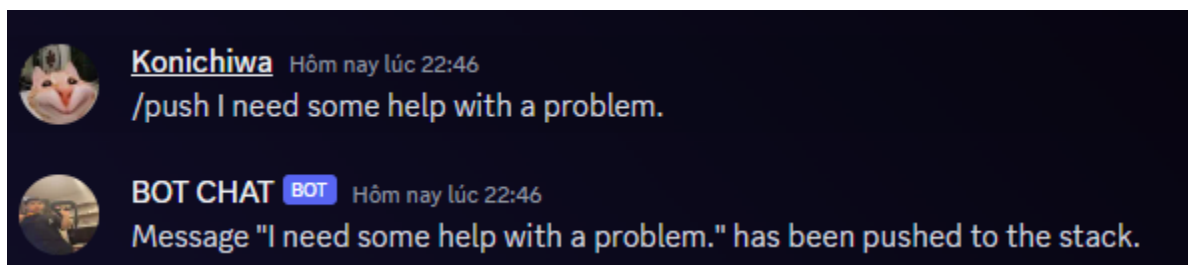 Konichiwa Hôm nay lúc 22:46
/push I need some help with a problem.
BOT CHAT BOT Hôm nay lúc 22:46
Message "I need some help with a problem." has been pushed to the stack.